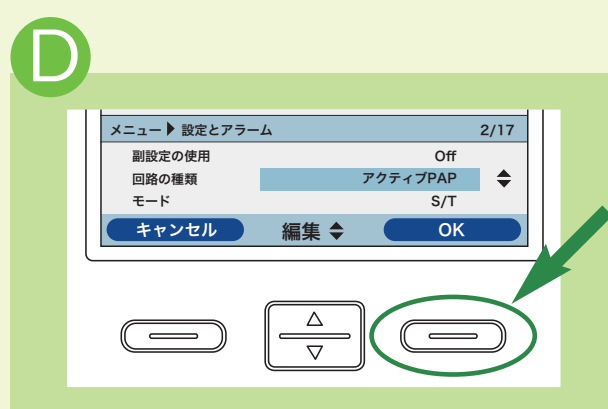 D
メニュー▶設定とアラーム 2/17
副設定の使用 Off
回路の種類 アクティブPAP
モード S/T
キャンセル 編集 OK